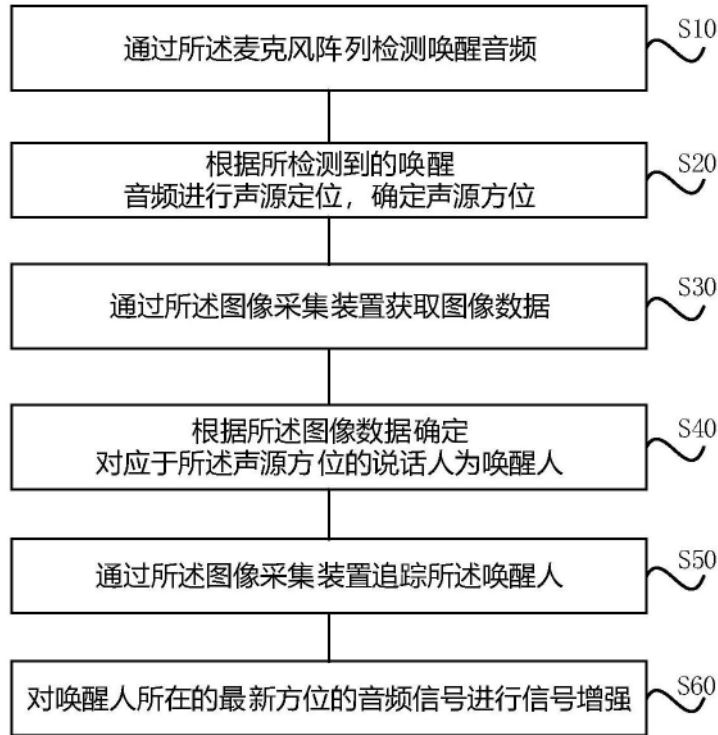 S10
通过所述麦克风阵列检测唤醒音频
S20
根据所检测到的唤醒
音频进行声源定位，确定声源方位
S30
通过所述图像采集装置获取图像数据
S40
根据所述图像数据确定
对应于所述声源方位的说话人为唤醒人
S50
通过所述图像采集装置追踪所述唤醒人
S60
对唤醒人所在的最新方位的音频信号进行信号增强